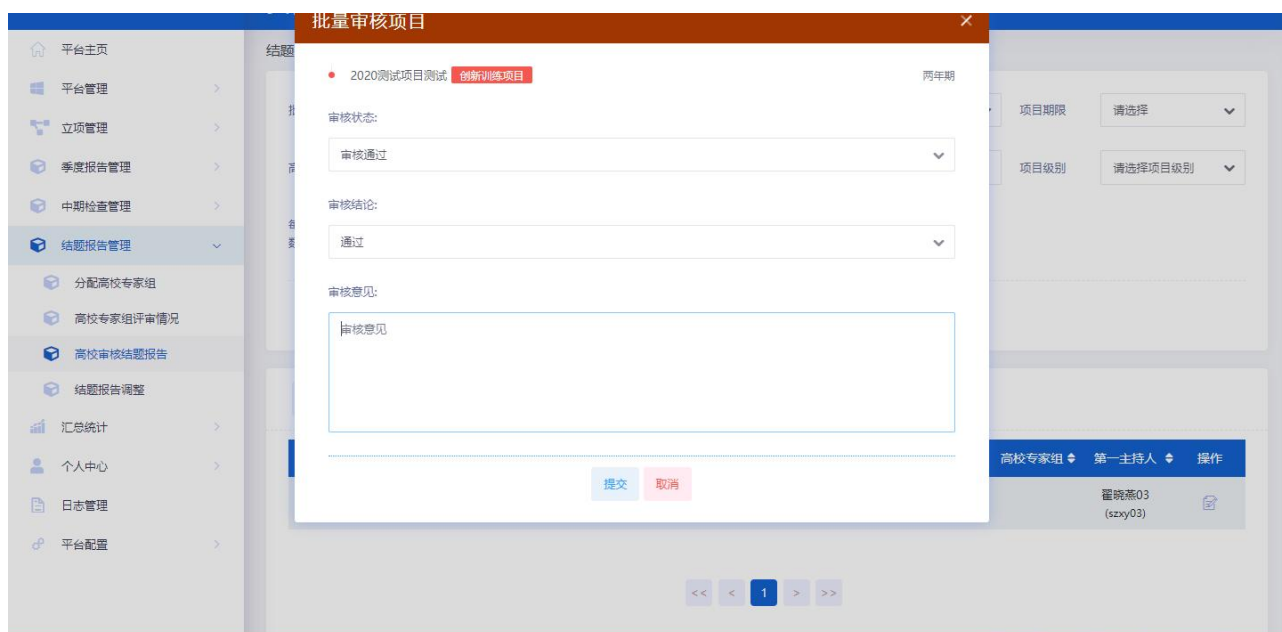 批量审核项目
×
平台主页
平台管理
立项管理
季度报告管理
中期检查管理
结题报告管理
分配高校专家组
高校专家组评审情况
高校审核结题报告
结题报告调整
汇总统计
个人中心
日志管理
平台配置
结题
2020测试项目测试 创新训练项目 两年期
审核状态:
审核通过
审核结论:
通过
审核意见:
审核意见
提交 取消
项目期限 请选择
项目级别 请选择项目级别
高校专家组 第一主持人 操作
翟晓燕03
(szxy03)
<< < 1 > >>